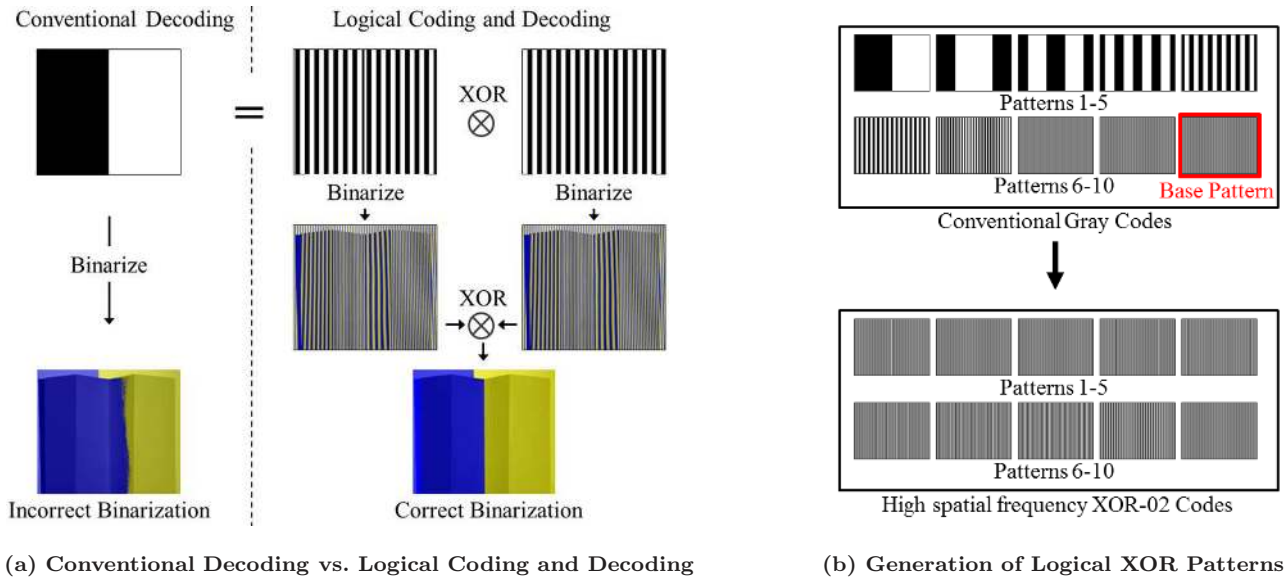 Conventional Decoding
Logical Coding and Decoding
=
XOR
⊗
Binarize
Binarize
Binarize
XOR
⊗
Incorrect Binarization
Correct Binarization
(a) Conventional Decoding vs. Logical Coding and Decoding
Patterns 1-5
Patterns 6-10
Base Pattern
Conventional Gray Codes
Patterns 1-5
Patterns 6-10
High spatial frequency XOR-02 Codes
(b) Generation of Logical XOR Patterns